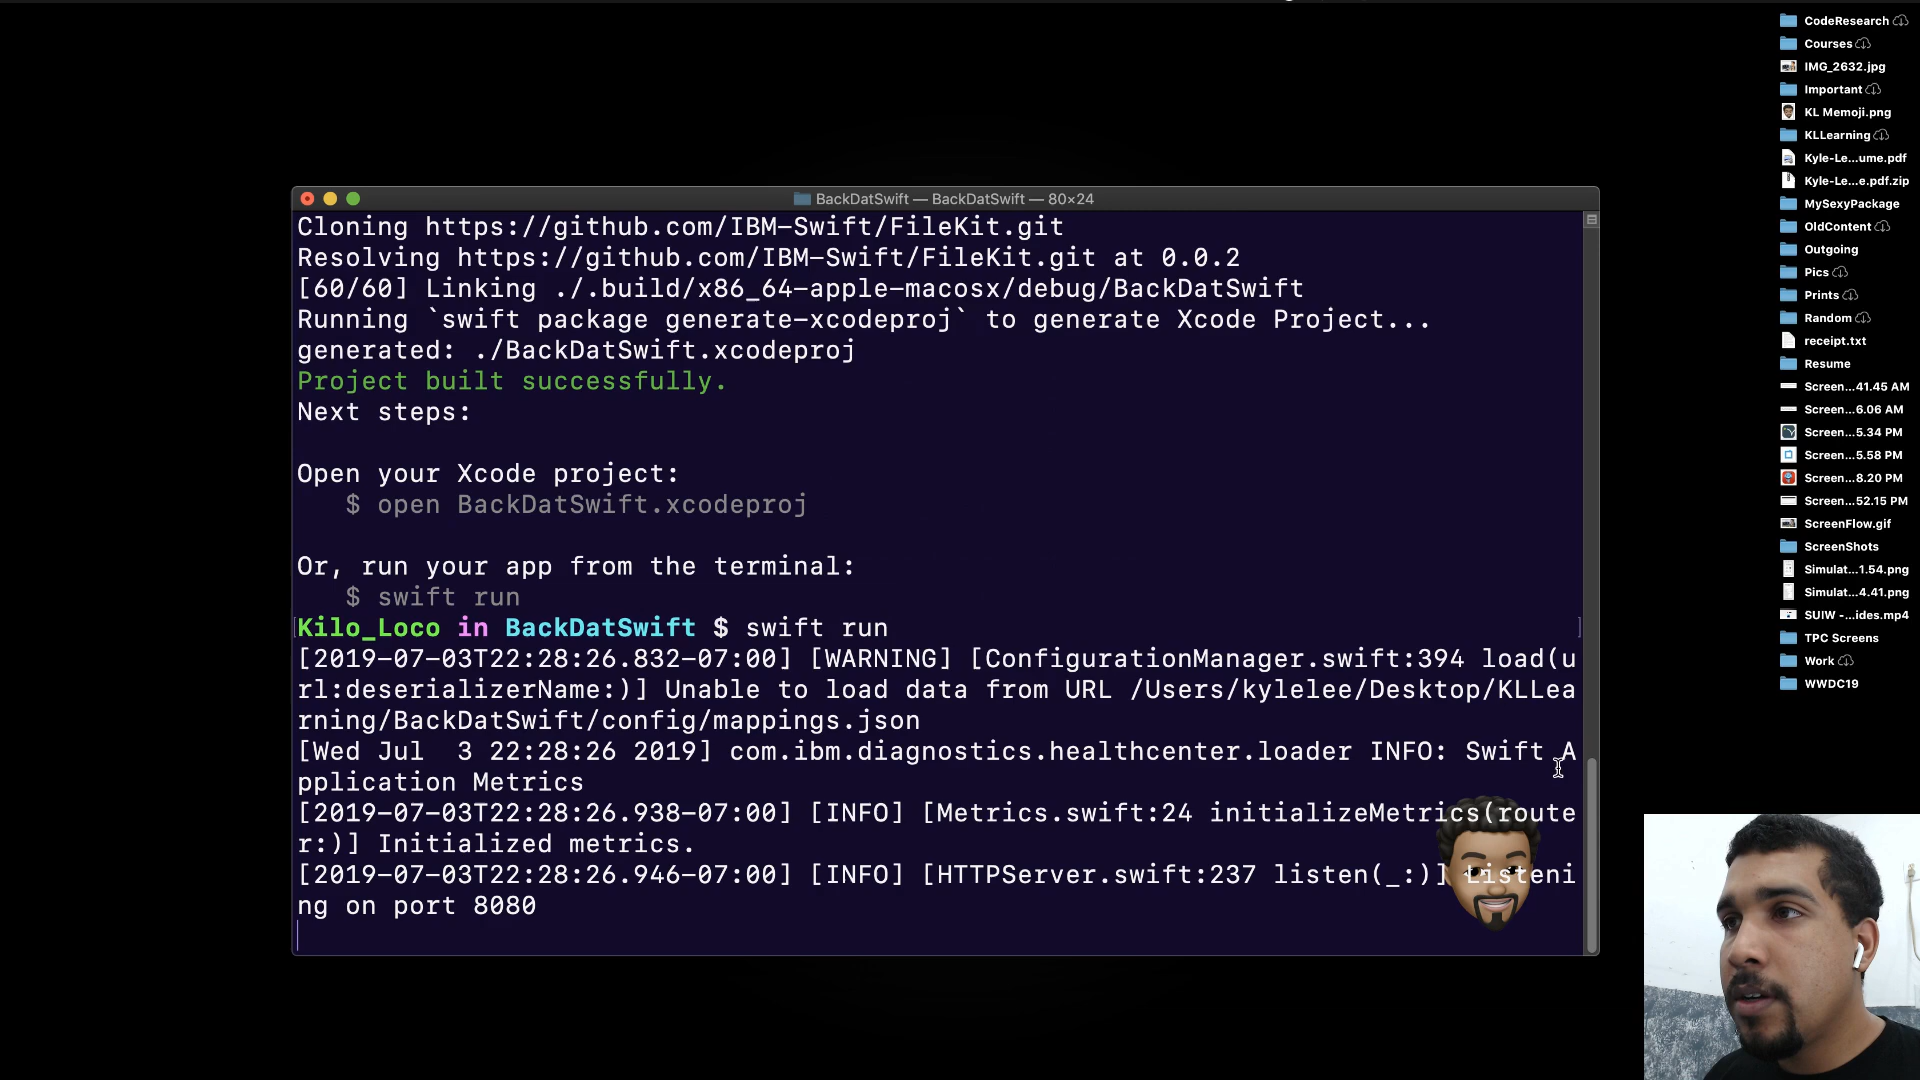 BackDatSwift — BackDatSwift — 80×24
Cloning https://github.com/IBM-Swift/FileKit.git
Resolving https://github.com/IBM-Swift/FileKit.git at 0.0.2
[60/60] Linking ./.build/x86_64-apple-macosx/debug/BackDatSwift
Running `swift package generate-xcodeproj` to generate Xcode Project...
generated: ./BackDatSwift.xcodeproj
Project built successfully.
Next steps:
Open your Xcode project:
$ open BackDatSwift.xcodeproj
Or, run your app from the terminal:
$ swift run
Kilo_Loco in BackDatSwift $ swift run
[2019-07-03T22:28:26.832-07:00] [WARNING] [ConfigurationManager.swift:394 load(u
rl:deserializerName:)] Unable to load data from URL /Users/kylelee/Desktop/KLLea
rning/BackDatSwift/config/mappings.json
[Wed Jul  3 22:28:26 2019] com.ibm.diagnostics.healthcenter.loader INFO: Swift A
pplication Metrics
[2019-07-03T22:28:26.938-07:00] [INFO] [Metrics.swift:24 initializeMetrics(route
r:)] Initialized metrics.
[2019-07-03T22:28:26.946-07:00] [INFO] [HTTPServer.swift:237 listen(_:)] Listeni
ng on port 8080
CodeResearch
Courses
IMG_2632.jpg
Important
KL Memoji.png
KLLearning
Kyle-Le...ume.pdf
Kyle-Le...e.pdf.zip
MySexyPackage
OldContent
Outgoing
Pics
Prints
Random
receipt.txt
Resume
Screen...41.45 AM
Screen...6.06 AM
Screen...5.34 PM
Screen...5.58 PM
Screen...8.20 PM
Screen...52.15 PM
ScreenFlow.gif
ScreenShots
Simulat...1.54.png
Simulat...4.41.png
SUIW -...ides.mp4
TPC Screens
Work
WWDC19